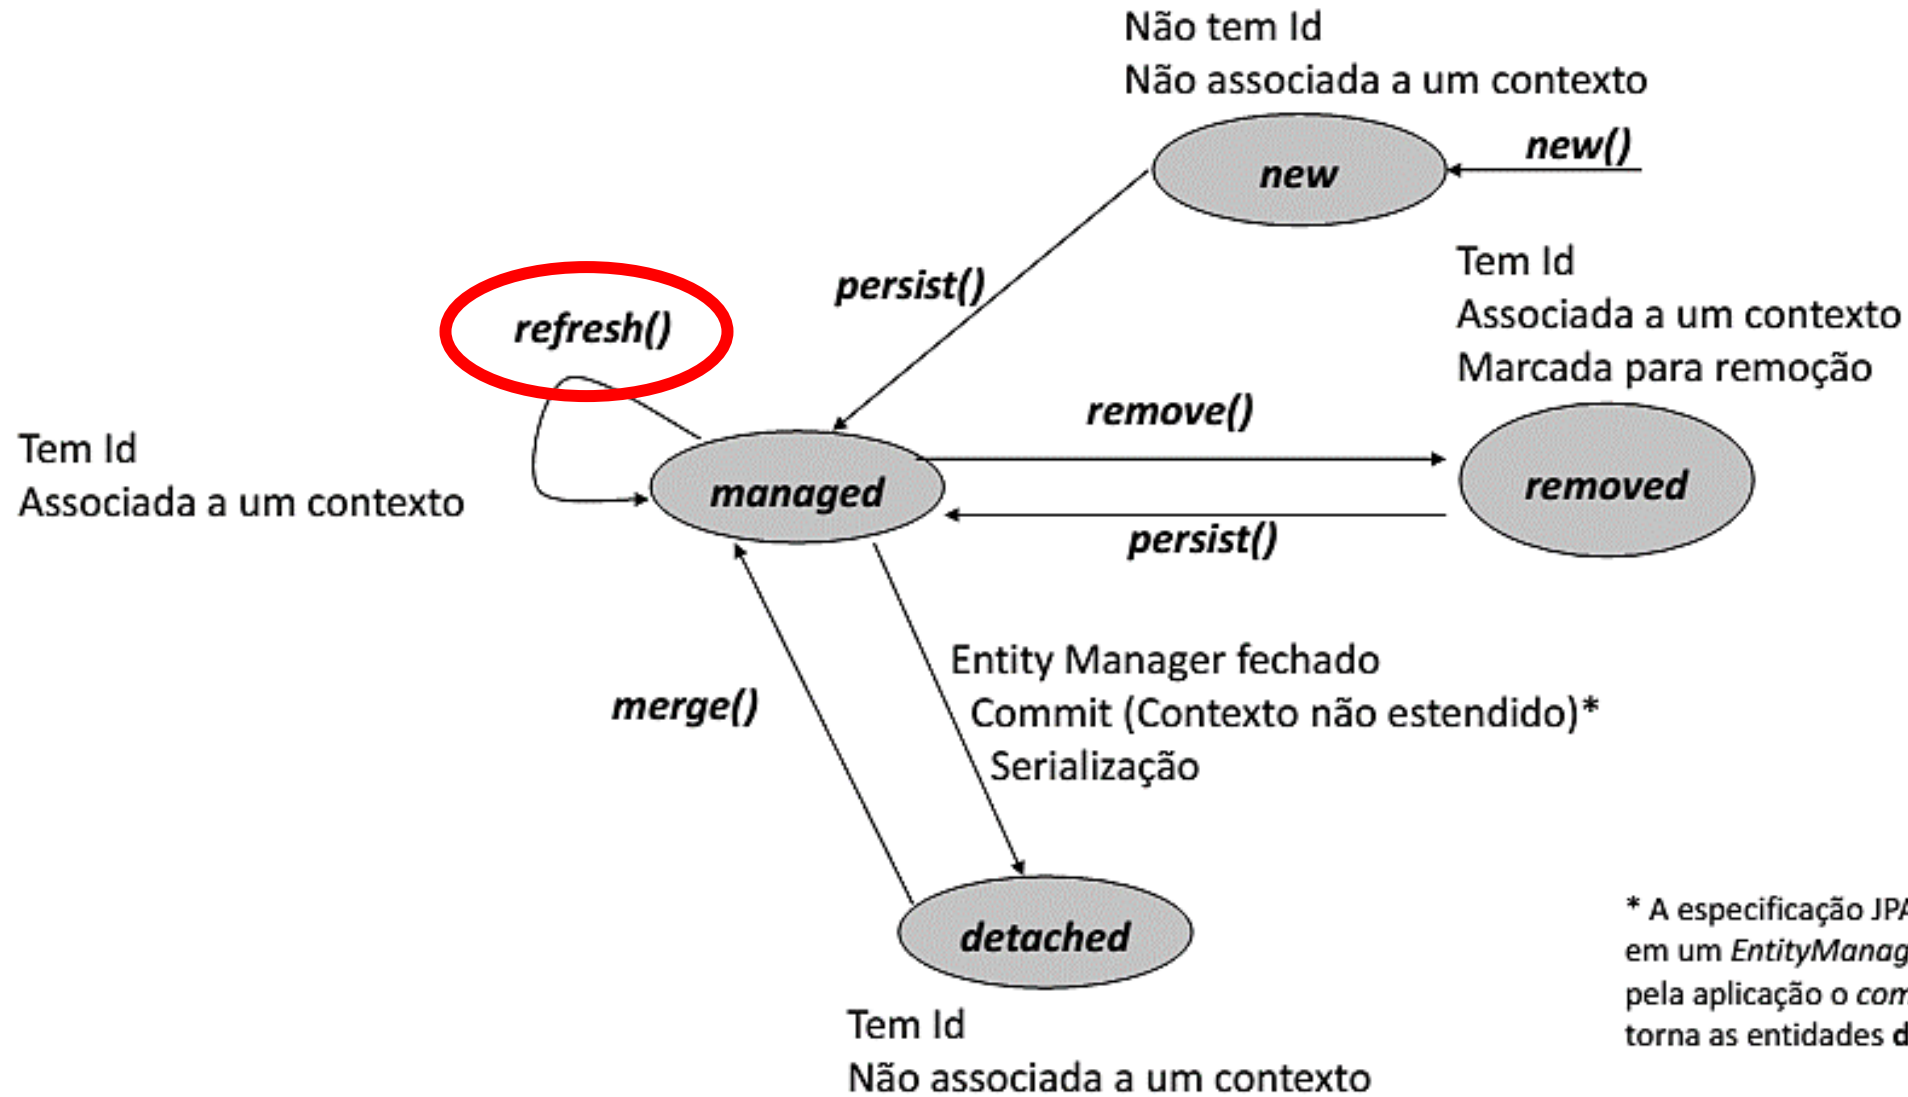 Não tem Id
Não associada a um contexto
new()
new
persist()
Tem Id
Associada a um contexto
Marcada para remoção
refresh()
remove()
Tem Id
Associada a um contexto
managed
removed
persist()
Entity Manager fechado
Commit (Contexto não estendido)*
Serialização
merge()
detached
Tem Id
Não associada a um contexto
* A especificação
em um
pela aplicação o
torna as entidades